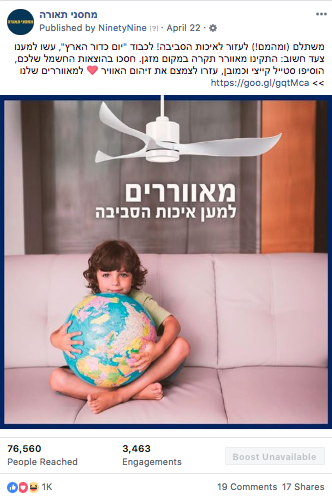 מחסני תאורה
Published by NinetyNine [?] · April 22 ·
משתלם (ומהמם!) לעזור לאיכות הסביבה! לכבוד "יום כדור הארץ", עשו למענו
צעד חשוב: התקינו מאוורר תקרה במקום מזגן. חסכו בהוצאות החשמל שלכם,
הוסיפו סטייל קייצי וכמובן, עזרו לצמצם את זיהום האוויר ❤ למאווררים שלנו
>> https://goo.gl/gqtMca
מאווררים
למען איכות הסביבה
76,560
People Reached
3,463
Engagements
Boost Unavailable
1K
19 Comments 17 Shares